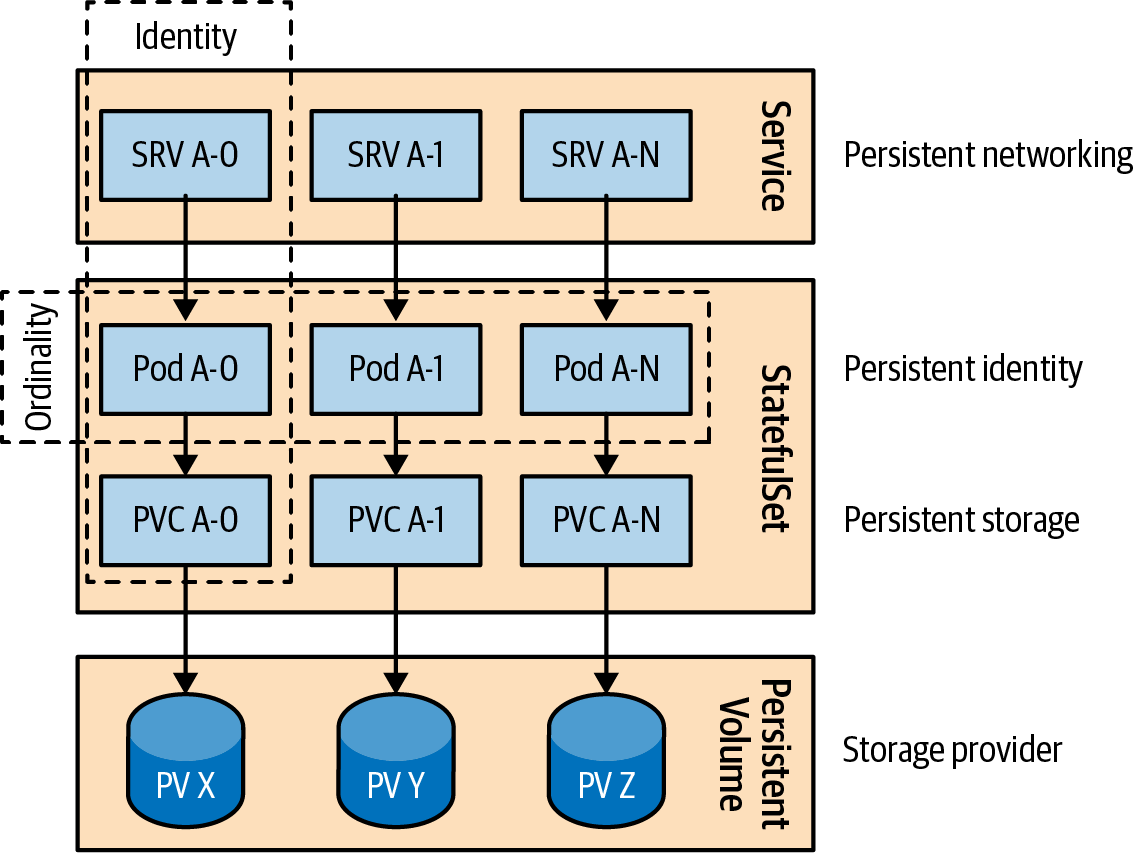 Identity
SRV A-0
SRV A-1
SRV A-N
Service
Persistent networking
Ordinality
Pod A-0
Pod A-1
Pod A-N
Persistent identity
StatefulSet
PVC A-0
PVC A-1
PVC A-N
Persistent storage
PV X
PV Y
PV Z
Persistent
Volume
Storage provider